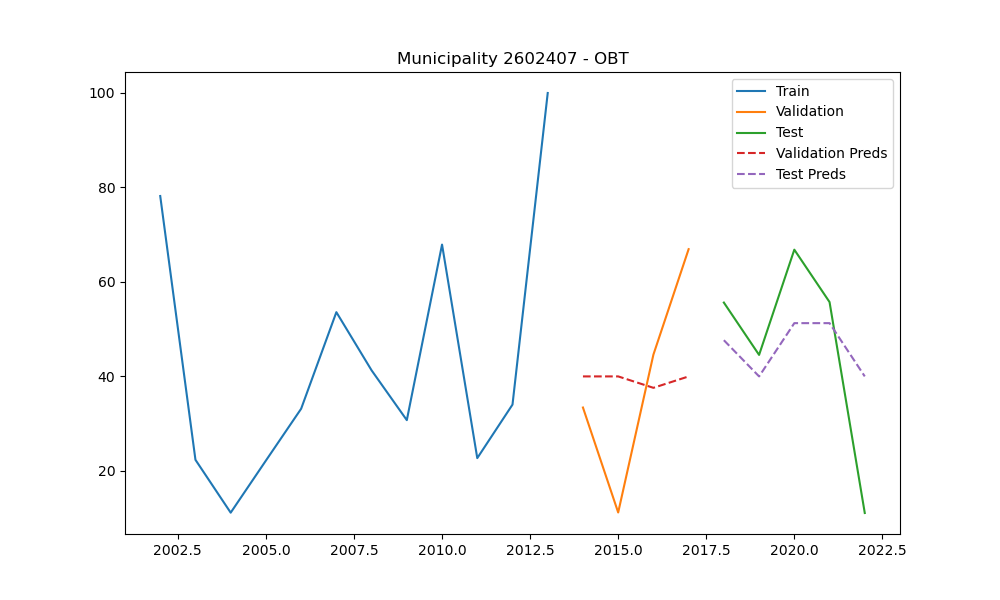 Municipality 2602407 - OBT
100
80
60
40
20
Train
Validation
Test
Validation Preds
Test Preds
2002.5 2005.0 2007.5 2010.0 2012.5 2015.0 2017.5 2020.0 2022.5